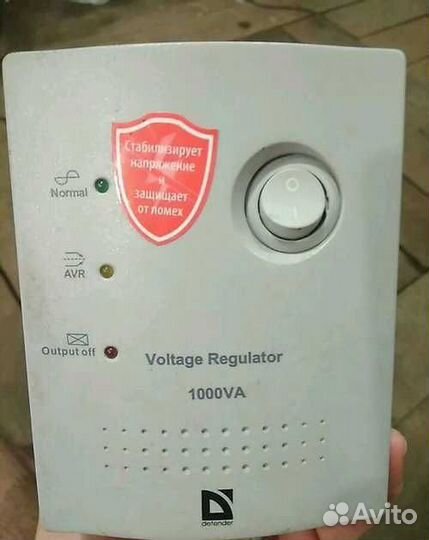 Стабилизирует
напряжение
и
защищает
от помех
Normal
AVR
Output off
Voltage Regulator
1000VA
defender
Avito